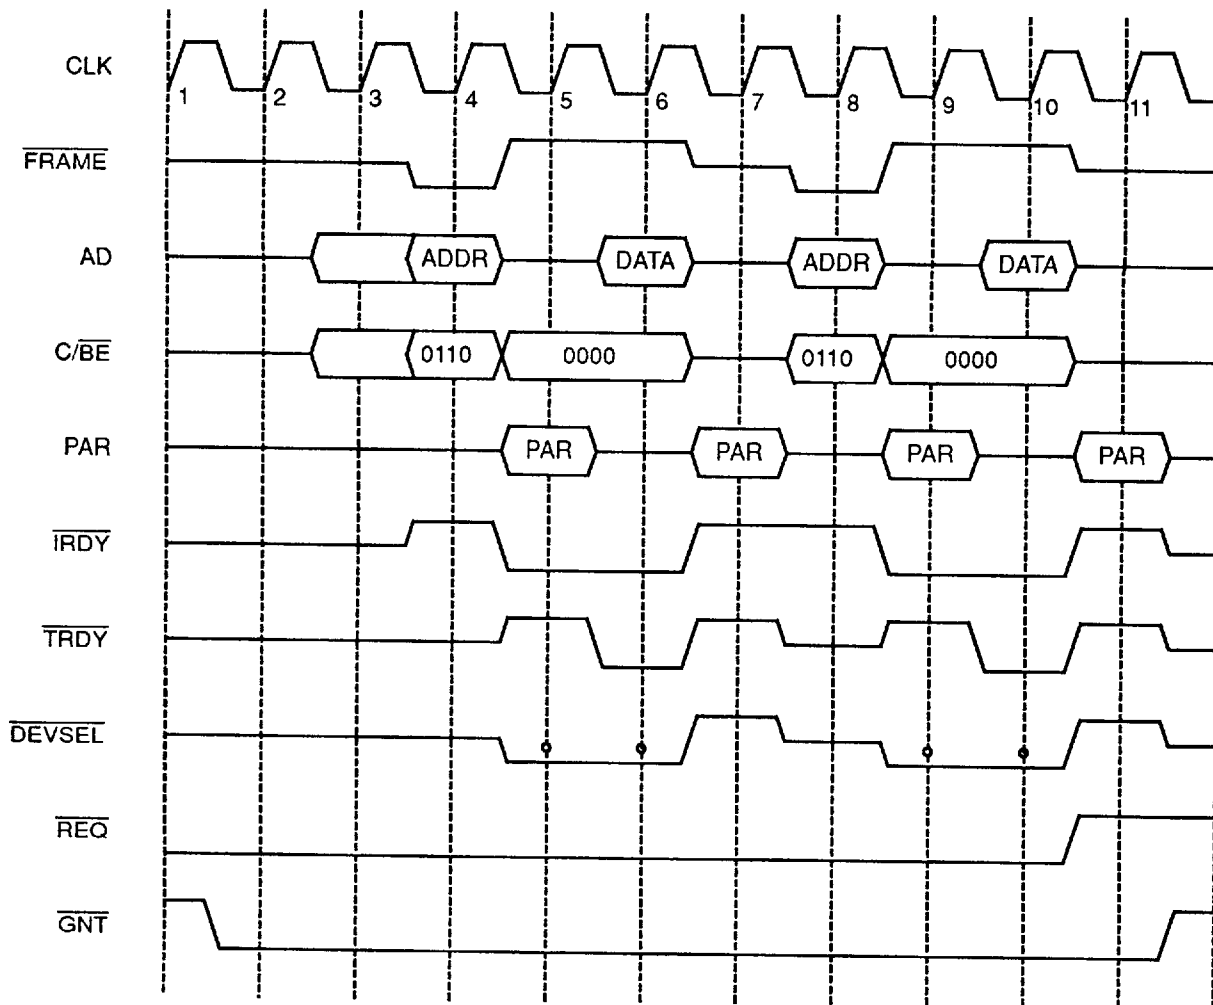 CLK
1 2 3 4 5 6 7 8 9 10 11
FRAME
AD ADDR DATA ADDR DATA
C/BE 0110 0000 0110 0000
PAR PAR PAR PAR PAR
IRDY
TRDY
DEVSEL
REQ
GNT